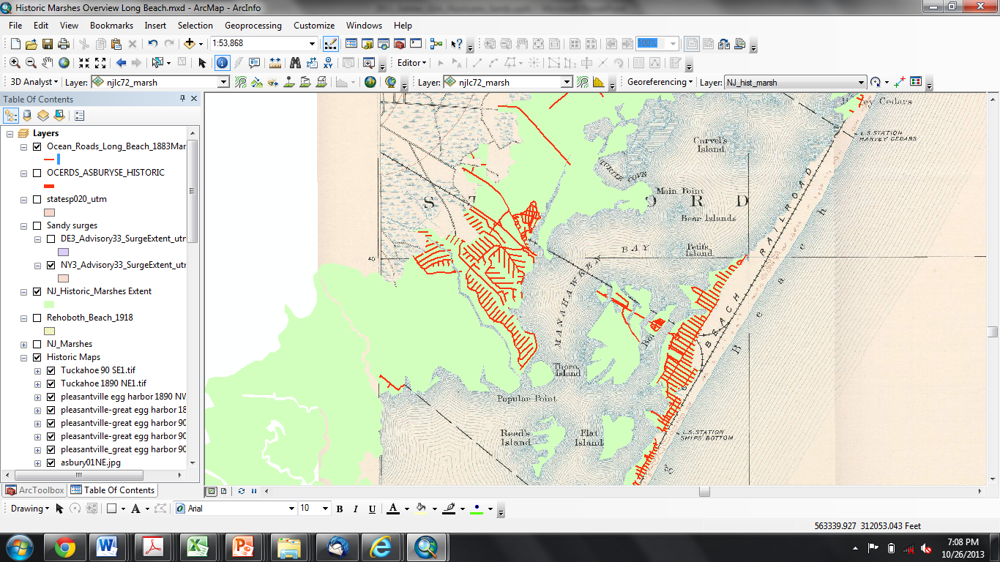 Historic Marshes Overview Long Beach.mxd - ArcMap - ArcInfo
File Edit View Bookmarks Insert Selection Geoprocessing Customize Windows Help
1:53,868
100%
Editor
3D Analyst Layer: njlc72_marsh Layer: njlc72_marsh Georeferencing Layer: NJ_hist_marsh
Table Of Contents
Layers
Ocean_Roads_Long_Beach_1883Mar
OCERDS_ASBURYSE_HISTORIC
statesp020_utm
Sandy surges
DE3_Advisory33_SurgeExtent_utr
NY3_Advisory33_SurgeExtent_utr
NJ_Historic_Marshes Extent
Rehoboth_Beach_1918
NJ_Marshes
Historic Maps
Tuckahoe 90 SE1.tif
Tuckahoe 1890 NE1.tif
pleasantville egg harbor 1890 NW
pleasantville-great egg harbor 18
pleasantville-great egg harbor 90
pleasantville-great egg harbor 90
pleasantville_great egg harbor 90
asbury01NE.jpg
ArcToolbox Table Of Contents
ey Cedars
L.S. STATION
HARVEY CEDARS
Carvel's
Island
TURTLE COVE
Main Point
S T O R D
Bear Islands
40
BAY
Petits
Island
MANAHAWKEN
BEACH RAILROAD
B e a c h
Thoro.
Island
Popular Point
Reed's
Island
Flat
Island
L.S. STATION
SHIPS' BOTTOM
Drawing Arial 10 B I U A
563339.927 312053.043 Feet
7:08 PM
10/26/2013